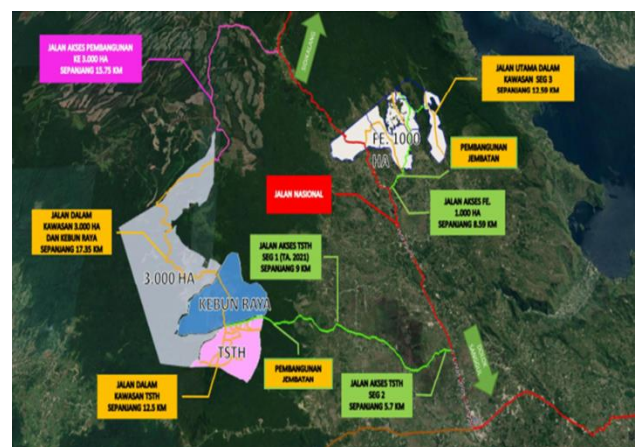 JALAN AKSES PEMBANGUNAN
KE 3.000 HA
SEPANJANG 15.75 KM
JALAN UTAMA DALAM
KAWASAN SEG 3
SEPANJANG 12.59 KM
FE. 1000
HA
PEMBANGUNAN
JEMBATAN
JALAN NASIONAL
JALAN AKSES FE.
1.000 HA
SEPANJANG 8.59 KM
JALAN DALAM
KAWASAN 3.000 HA
DAN KEBUN RAYA
SEPANJANG 17.35 KM
JALAN AKSES TSTH
SEG 1 (TA. 2021)
SEPANJANG 9 KM
3.000 HA
KEBUN RAYA
TSTH
JALAN DALAM
KAWASAN TSTH
SEPANJANG 12.5 KM
PEMBANGUNAN
JEMBATAN
JALAN AKSES TSTH
SEG 2
SEPANJANG 5.7 KM